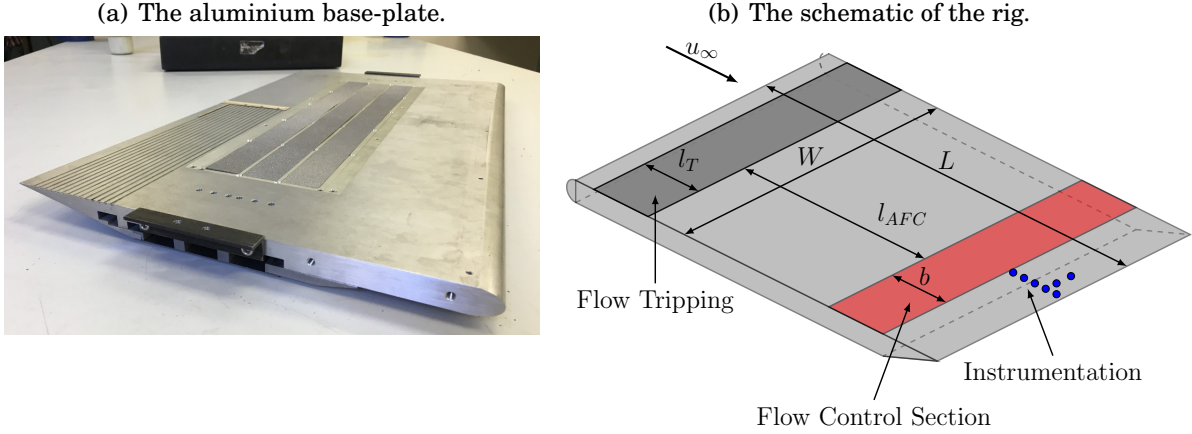 (a) The aluminium base-plate.
(b) The schematic of the rig.
u∞
l_T
W
L
l_AFC
b
Flow Tripping
Instrumentation
Flow Control Section